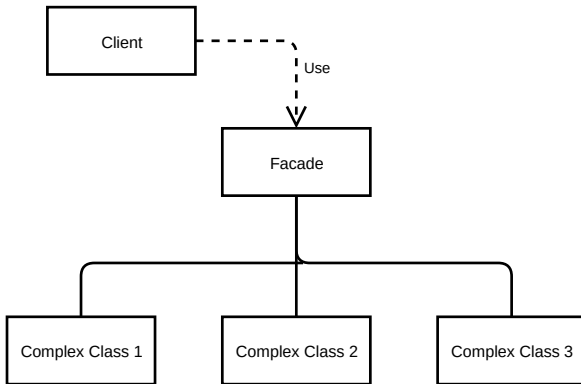 Client
Use
Facade
Complex Class 1
Complex Class 2
Complex Class 3